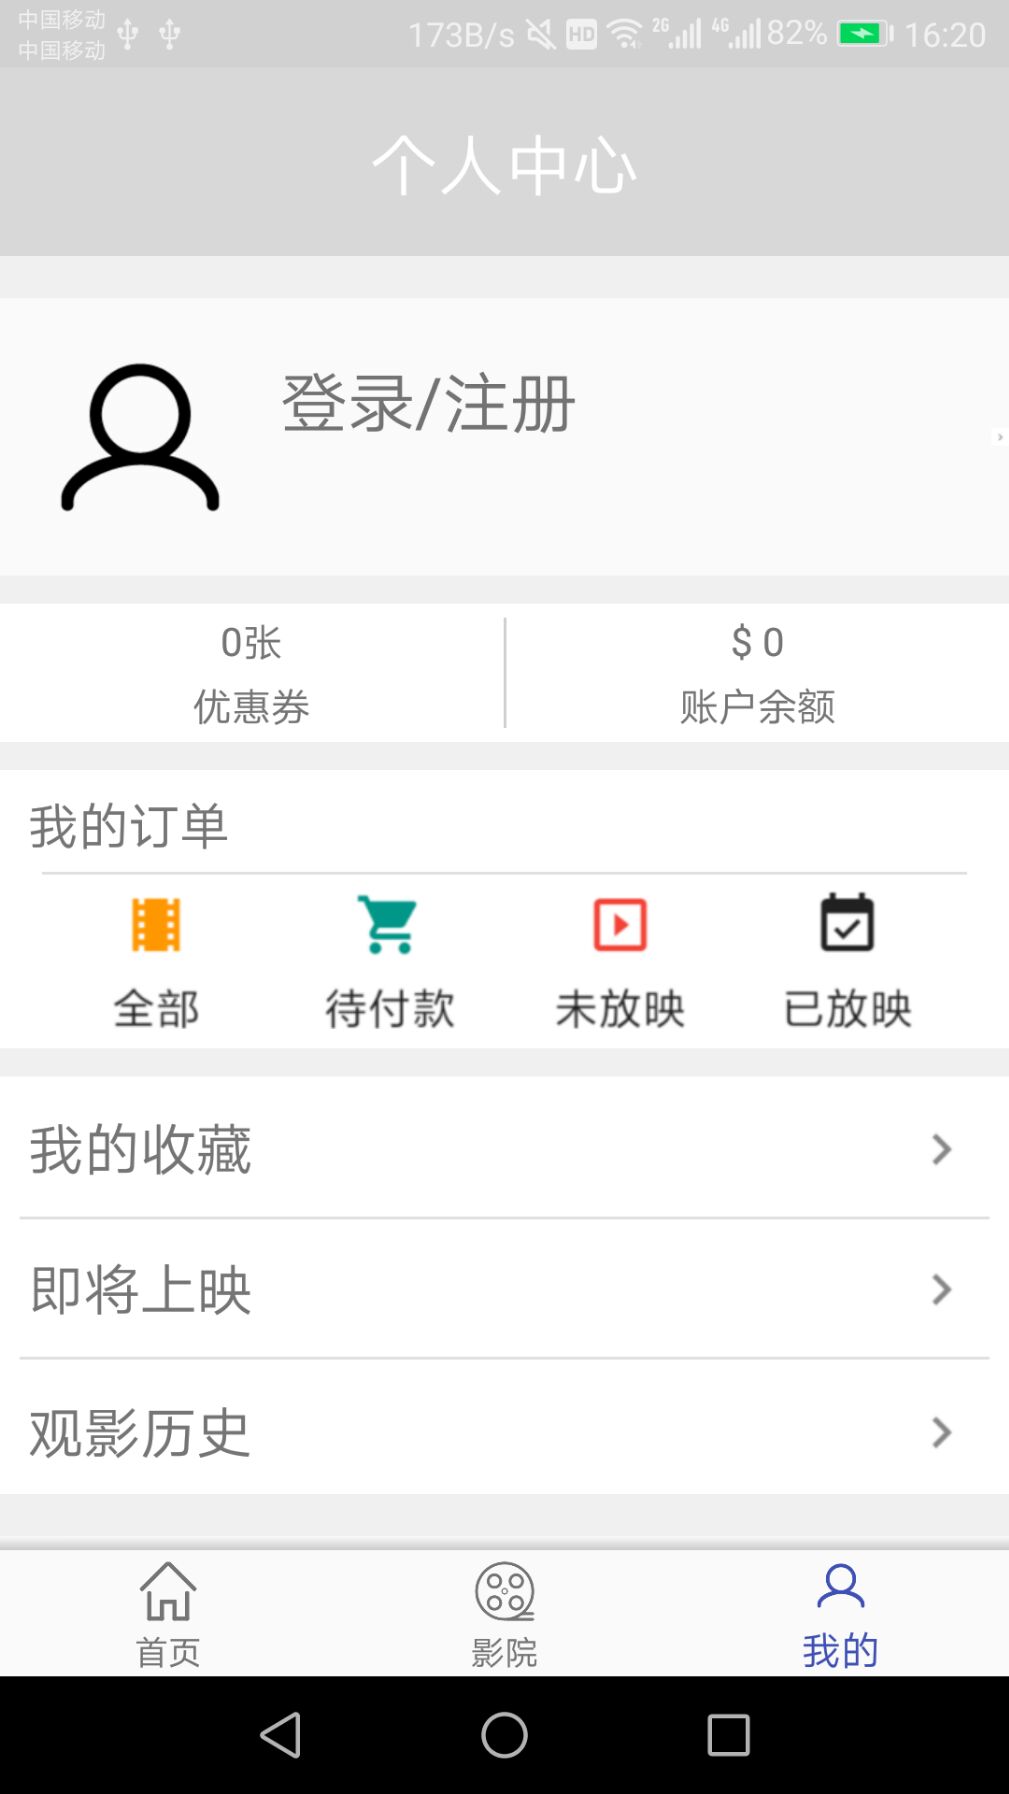 中国移动
中国移动
173B/s HD 2G 4G 82% 16:20
个人中心
登录/注册
0张
优惠券
$ 0
账户余额
我的订单
全部 待付款 未放映 已放映
我的收藏
即将上映
观影历史
首页 影院 我的